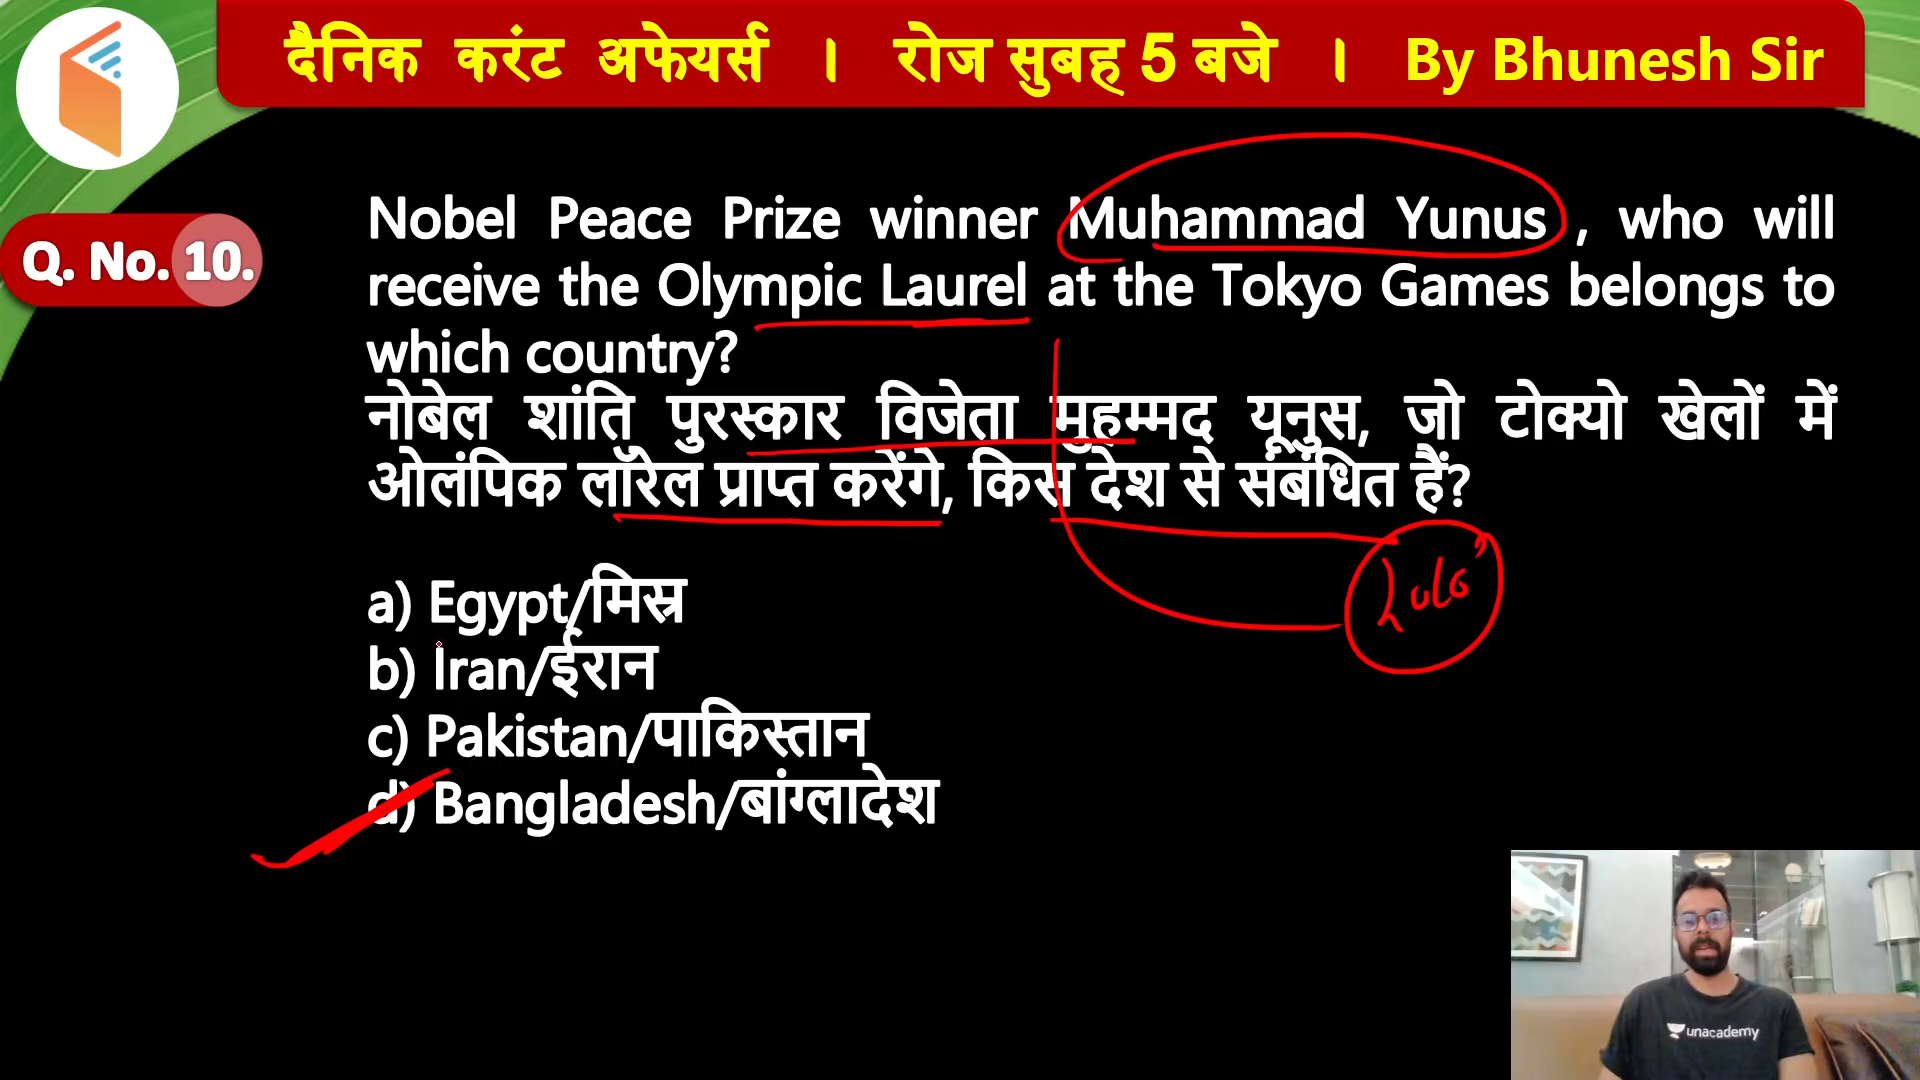 दैनिक करंट अफेयर्स । रोज सुबह 5 बजे । By Bhunesh Sir
Q. No. 10.
Nobel Peace Prize winner Muhammad Yunus , who will
receive the Olympic Laurel at the Tokyo Games belongs to
which country?
नोबेल शांति पुरस्कार विजेता मुहम्मद यूनुस, जो टोक्यो खेलों में
ओलंपिक लॉरेल प्राप्त करेंगे, किस देश से संबंधित हैं?
a) Egypt/मिस्र
b) Iran/ईरान
c) Pakistan/पाकिस्तान
d) Bangladesh/बांग्लादेश
unacademy